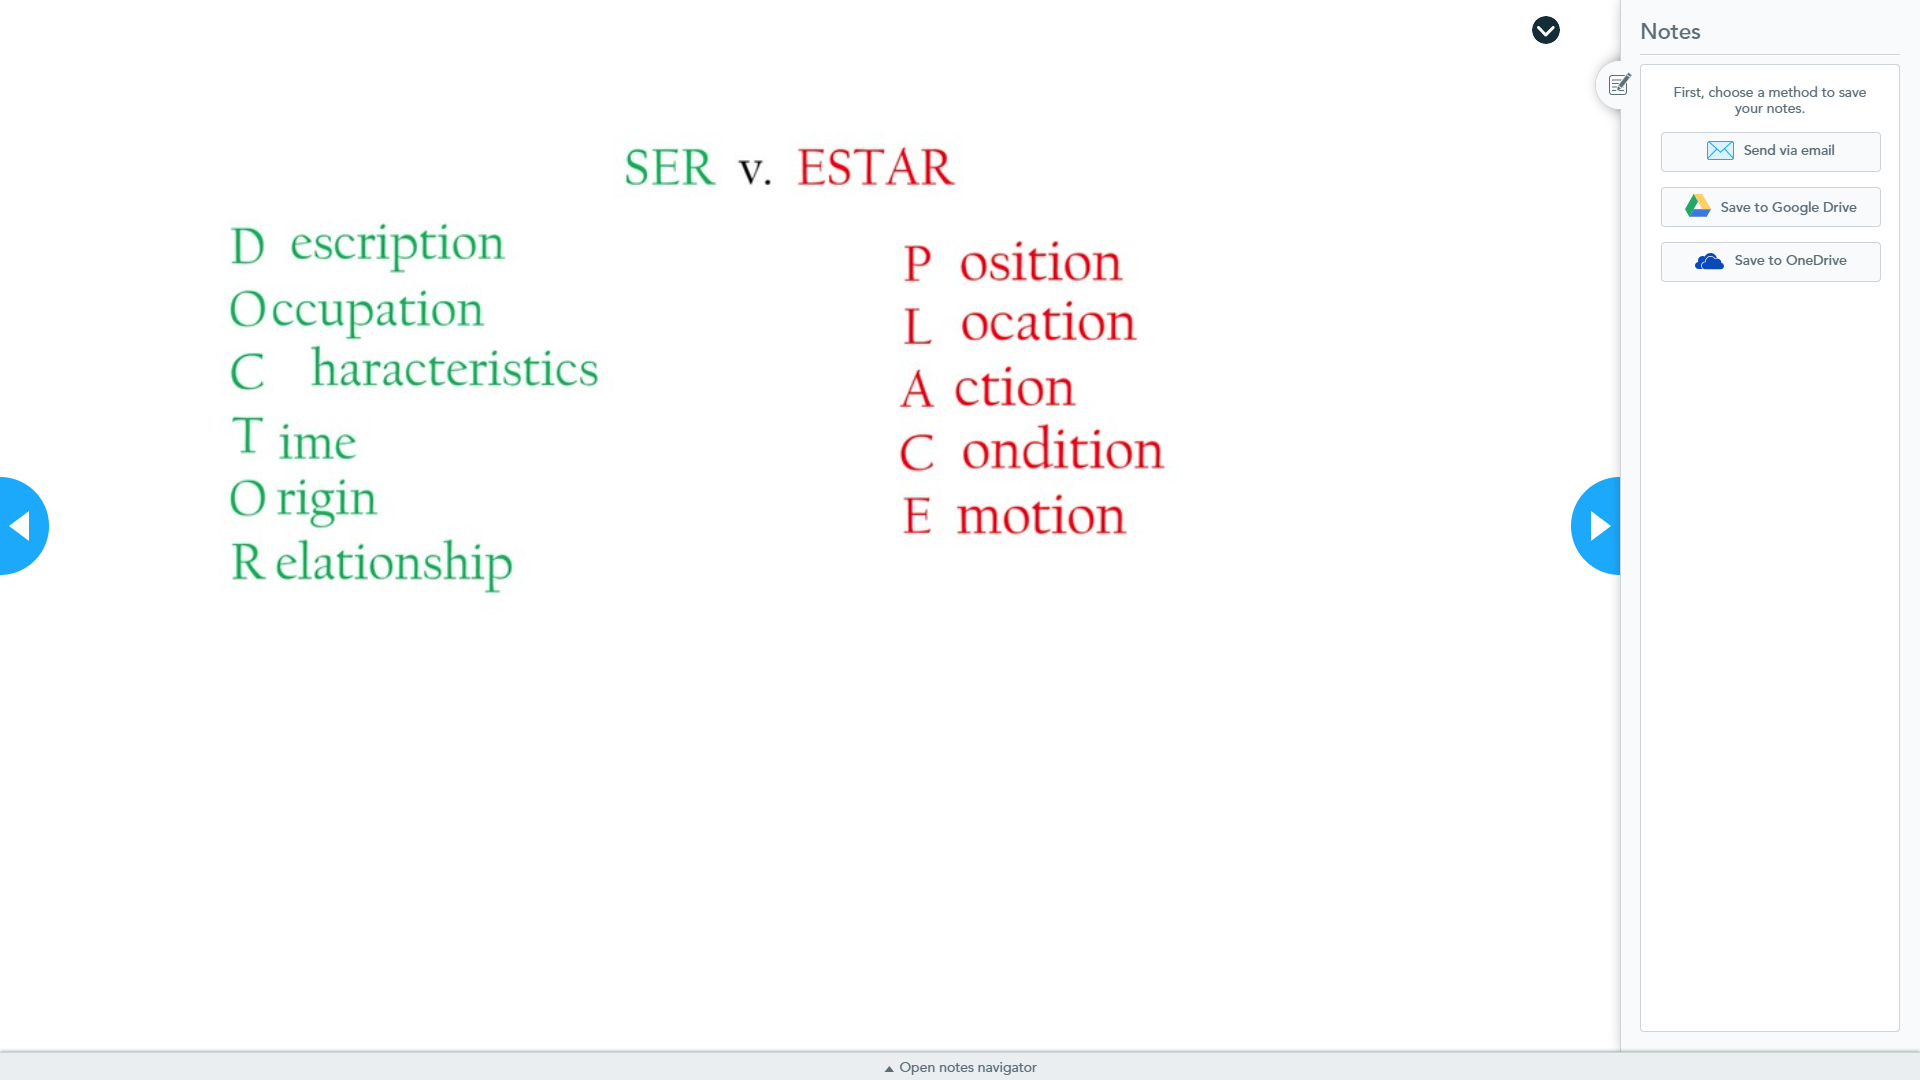 SER v. ESTAR
D escription
Occupation
C haracteristics
T ime
O rigin
R elationship
P osition
L ocation
A ction
C ondition
E motion
Notes
First, choose a method to save
your notes.
Send via email
Save to Google Drive
Save to OneDrive
Open notes navigator